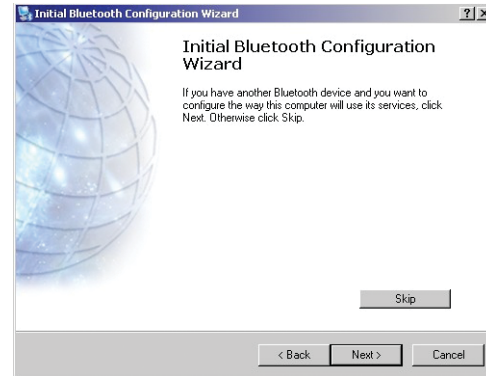 Initial Bluetooth Configuration Wizard
Initial Bluetooth Configuration
Wizard
If you have another Bluetooth device and you want to
configure the way this computer will use its services, click
Next. Otherwise click Skip.
Skip
< Back Next > Cancel